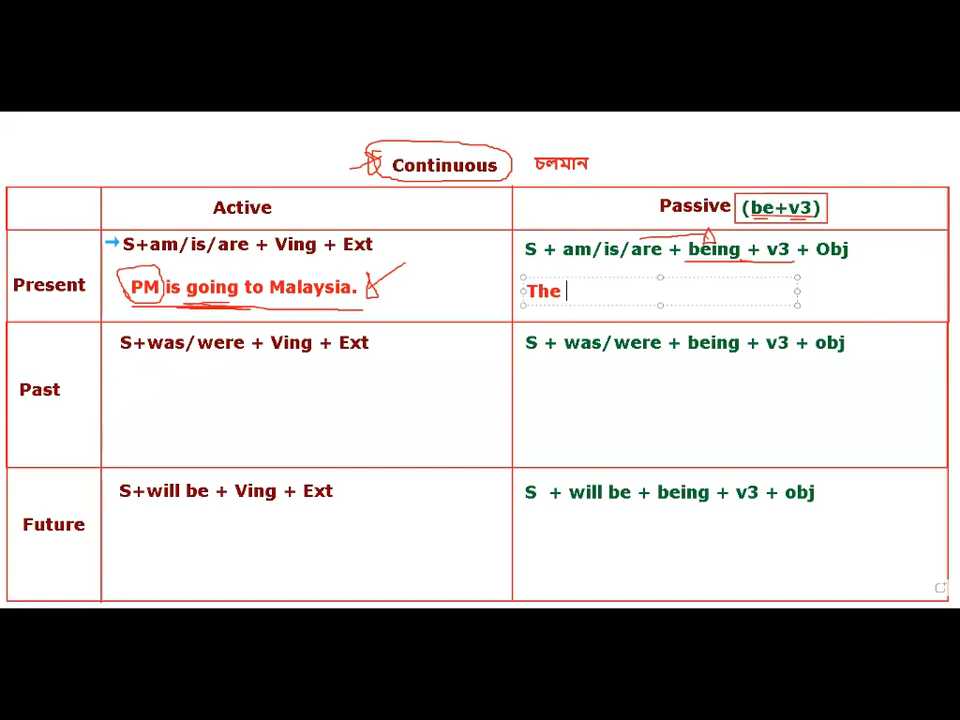 Continuous চলমান
Active
Passive (be+v3)
Present
S+am/is/are + Ving + Ext
PM is going to Malaysia.
S + am/is/are + being + v3 + Obj
The
Past
S+was/were + Ving + Ext
S + was/were + being + v3 + obj
Future
S+will be + Ving + Ext
S + will be + being + v3 + obj